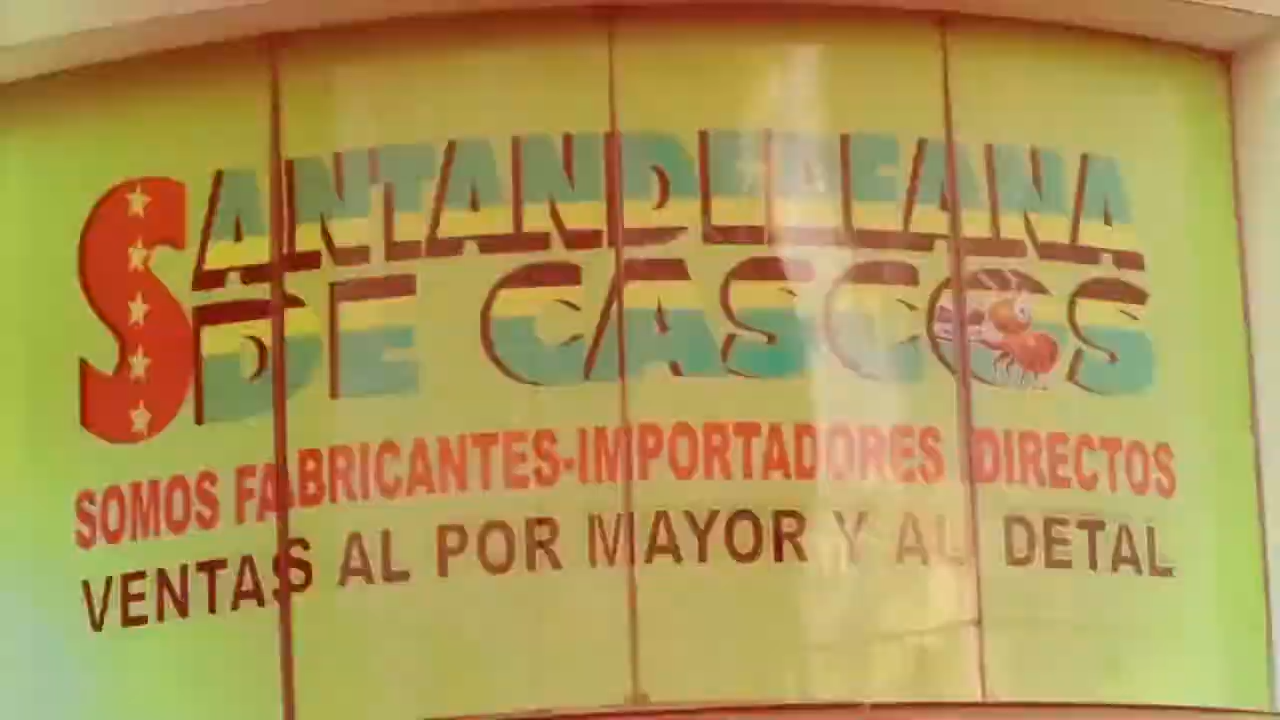 SANTANDEREANA
DE CASCOS
SOMOS FABRICANTES-IMPORTADORES DIRECTOS
VENTAS AL POR MAYOR Y AL DETAL